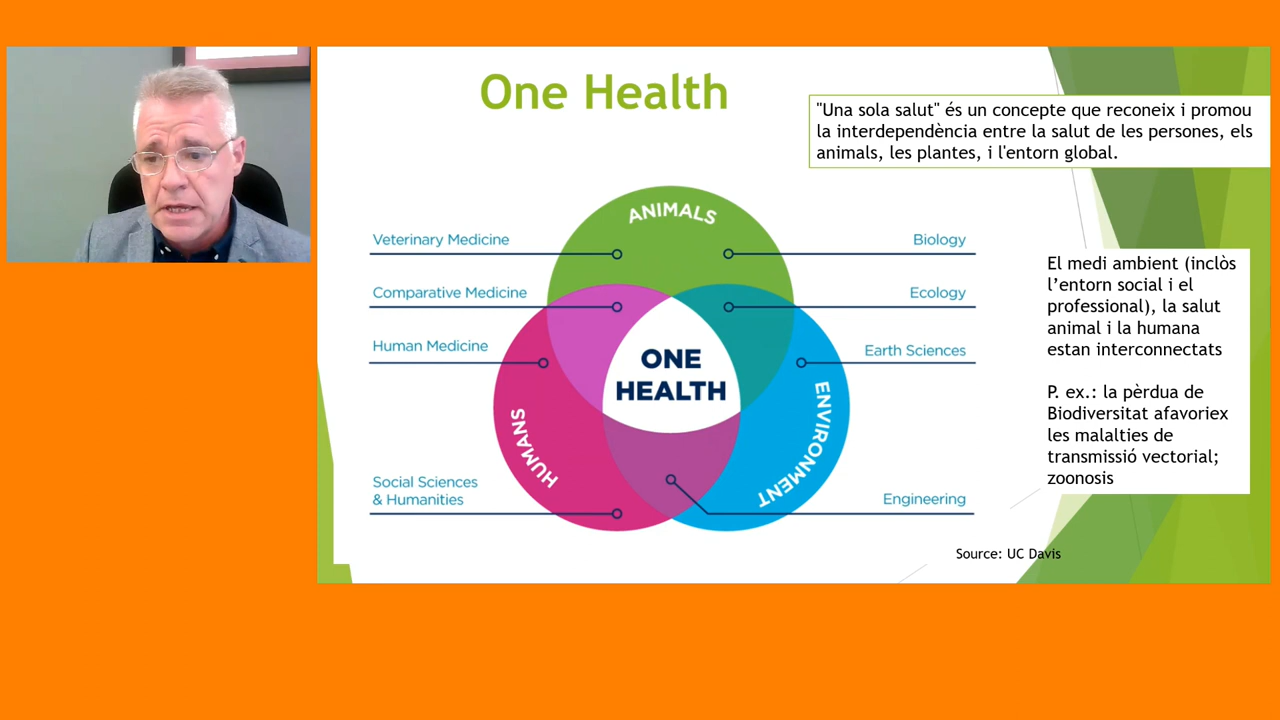 One Health
"Una sola salut" és un concepte que reconeix i promou
la interdependència entre la salut de les persones, els
animals, les plantes, i l'entorn global.
ANIMALS
Veterinary Medicine
Biology
Comparative Medicine
Ecology
Human Medicine
Earth Sciences
ONE
HEALTH
HUMANS
ENVIRONMENT
Social Sciences
& Humanities
Engineering
El medi ambient (inclòs
l’entorn social i el
professional), la salut
animal i la humana
estan interconnectats
P. ex.: la pèrdua de
Biodiversitat afavoriex
les malalties de
transmissió vectorial;
zoonosis
Source: UC Davis